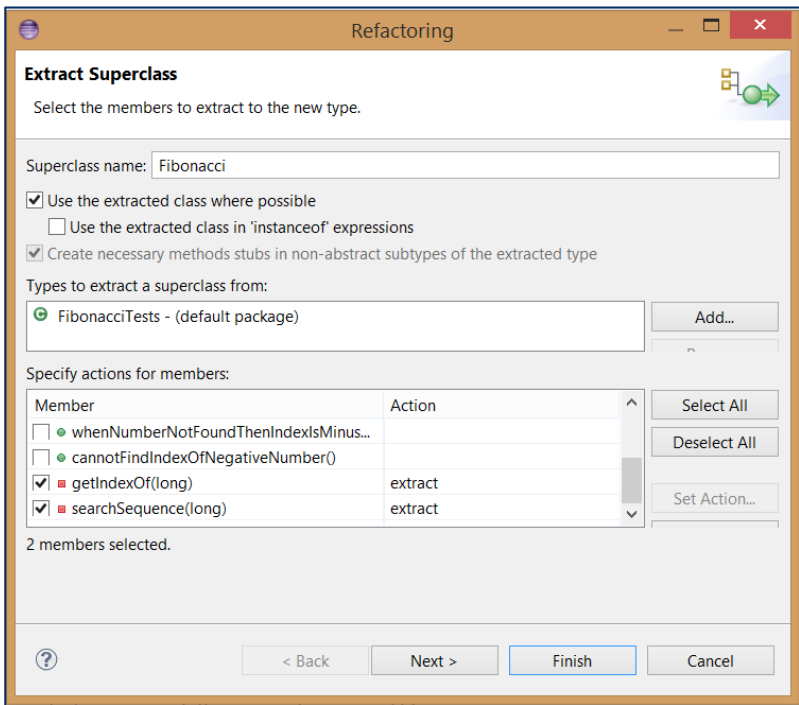 Refactoring
Extract Superclass
Select the members to extract to the new type.
Superclass name: Fibonacci
Use the extracted class where possible
Use the extracted class in 'instanceof' expressions
Create necessary methods stubs in non-abstract subtypes of the extracted type
Types to extract a superclass from:
FibonacciTests - (default package)
Add...
Specify actions for members:
Member Action
Select All
whenNumberNotFoundThenIndexIsMinus...
Deselect All
cannotFindIndexOfNegativeNumber()
getIndexOf(long) extract
Set Action...
searchSequence(long) extract
2 members selected.
< Back Next > Finish Cancel